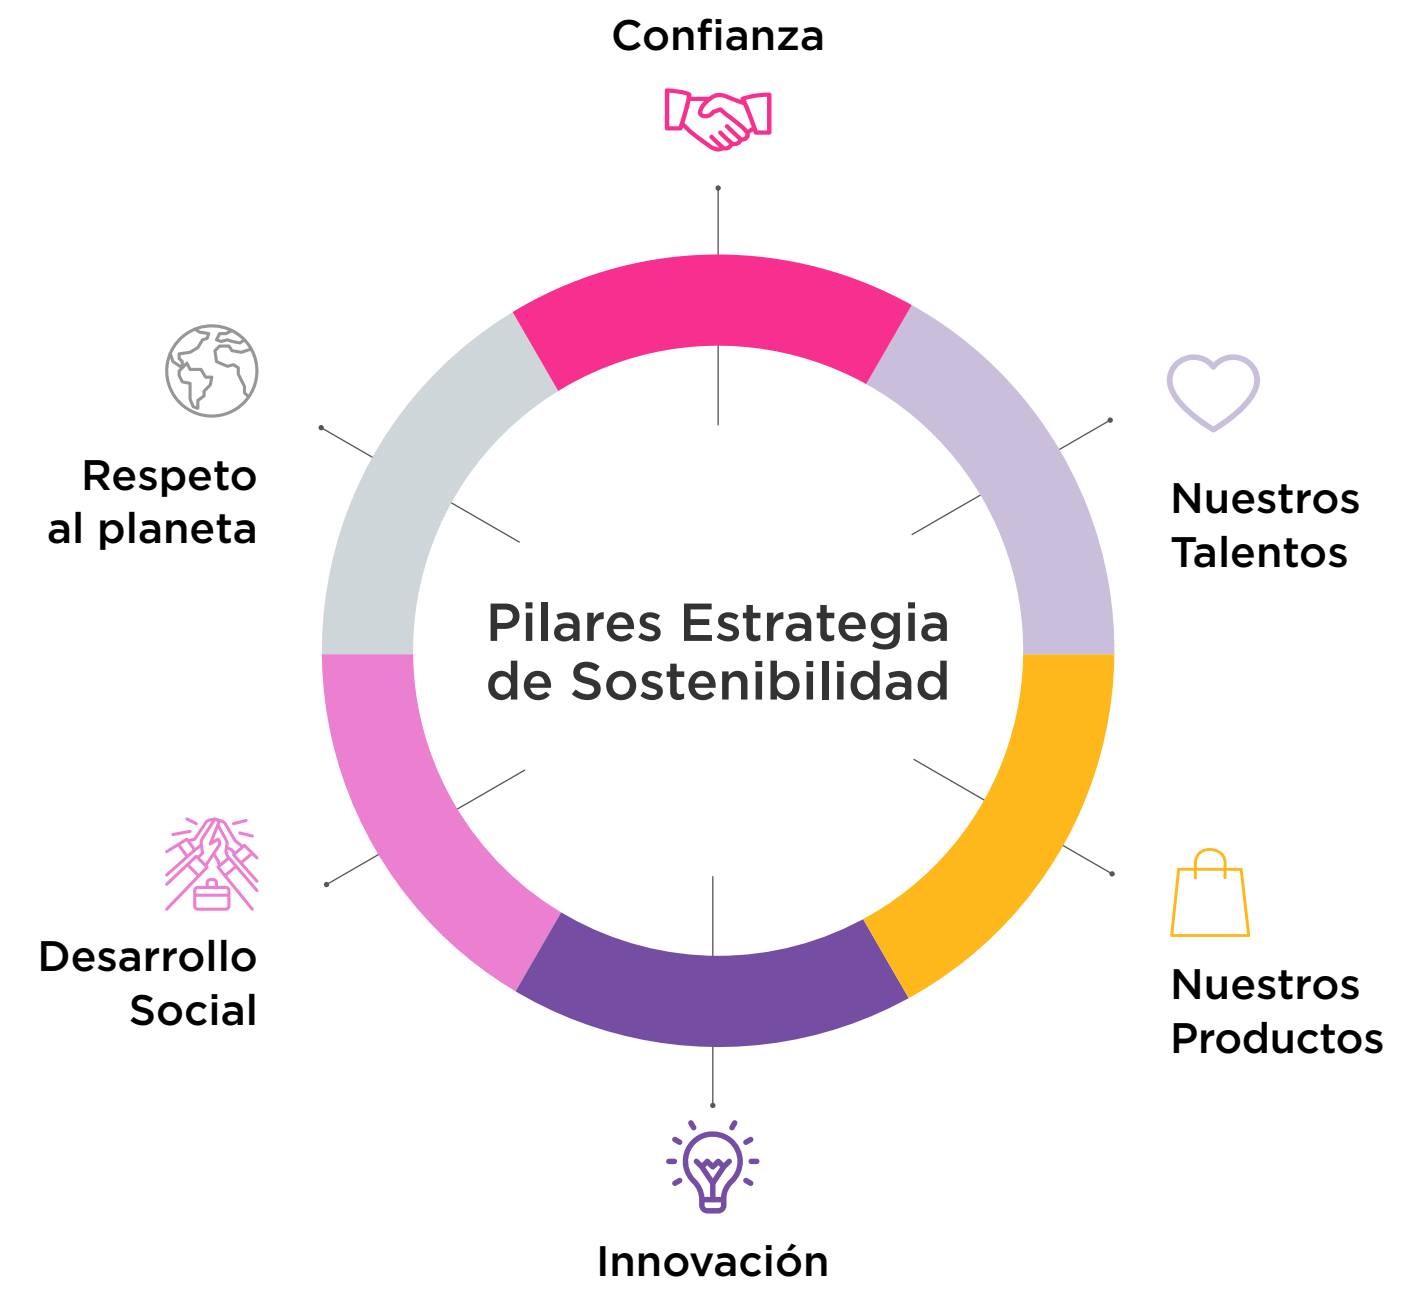 Confianza
Respeto
al planeta
Nuestros
Talentos
Pilares Estrategia
de Sostenibilidad
Desarrollo
Social
Nuestros
Productos
Innovación